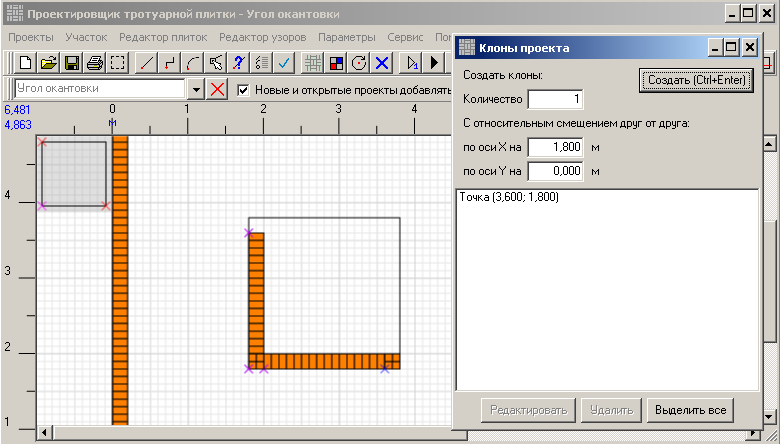 Проектировщик тротуарной плитки - Угол окантовки
Проекты Участок Редактор плиток Редактор узоров Параметры Сервис
Угол окантовки
Новые и открытые проекты добавлять
6,481
4,863
0 м 2 3 4
4
3
2
1
Клоны проекта
Создать клоны:
Создать (Ctrl+Enter)
Количество 1
С относительным смещением друг от друга:
по оси X на 1,800 м
по оси Y на 0,000 м
Точка (3,600; 1,800)
Редактировать Удалить Выделить все